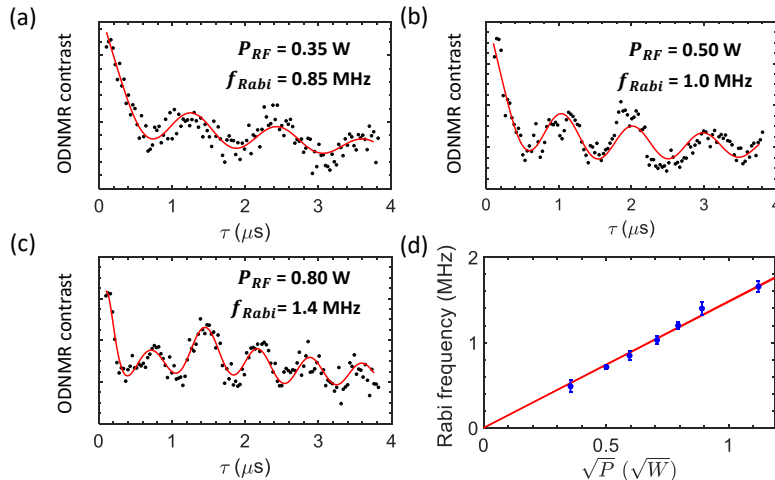 (a)
P_RF = 0.35 W
f_Rabi = 0.85 MHz
ODNMR contrast
0 1 2 3 4
τ (μs)
(b)
P_RF = 0.50 W
f_Rabi = 1.0 MHz
ODNMR contrast
0 1 2 3 4
τ (μs)
(c)
P_RF = 0.80 W
f_Rabi = 1.4 MHz
ODNMR contrast
0 1 2 3 4
τ (μs)
(d)
Rabi frequency (MHz)
2
1
0
0 0.5 1
√P (√W)